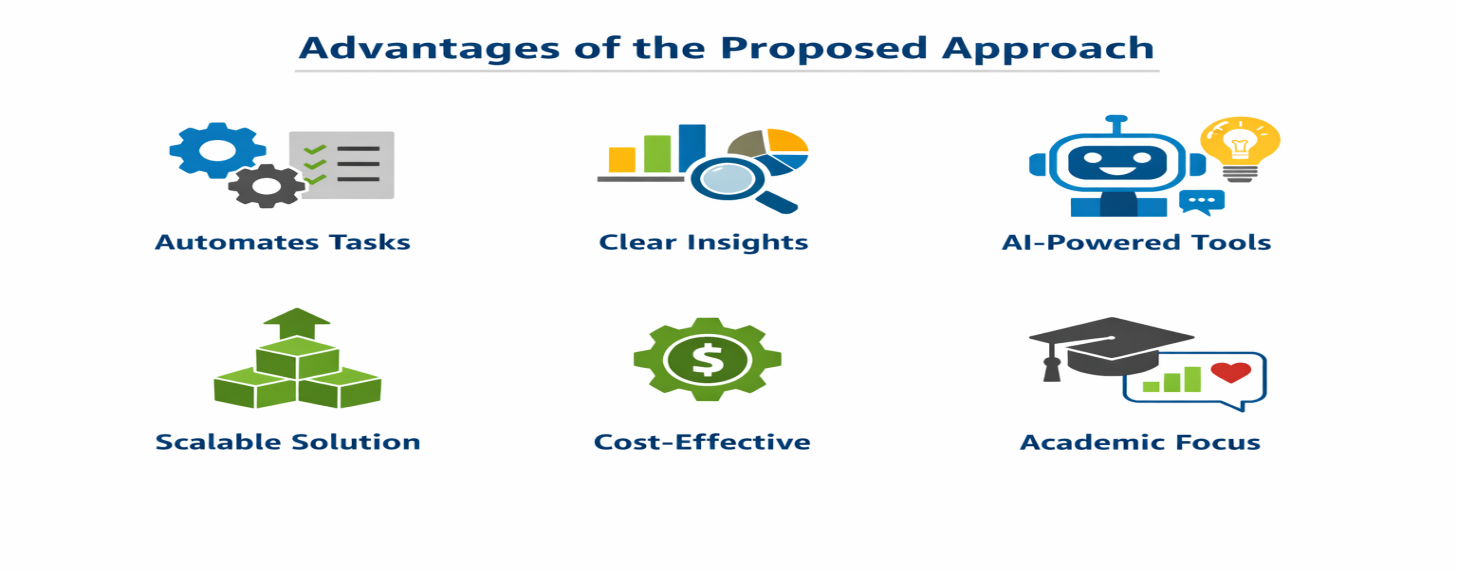 Advantages of the Proposed Approach
Automates Tasks
Clear Insights
AI-Powered Tools
$
Scalable Solution
Cost-Effective
Academic Focus